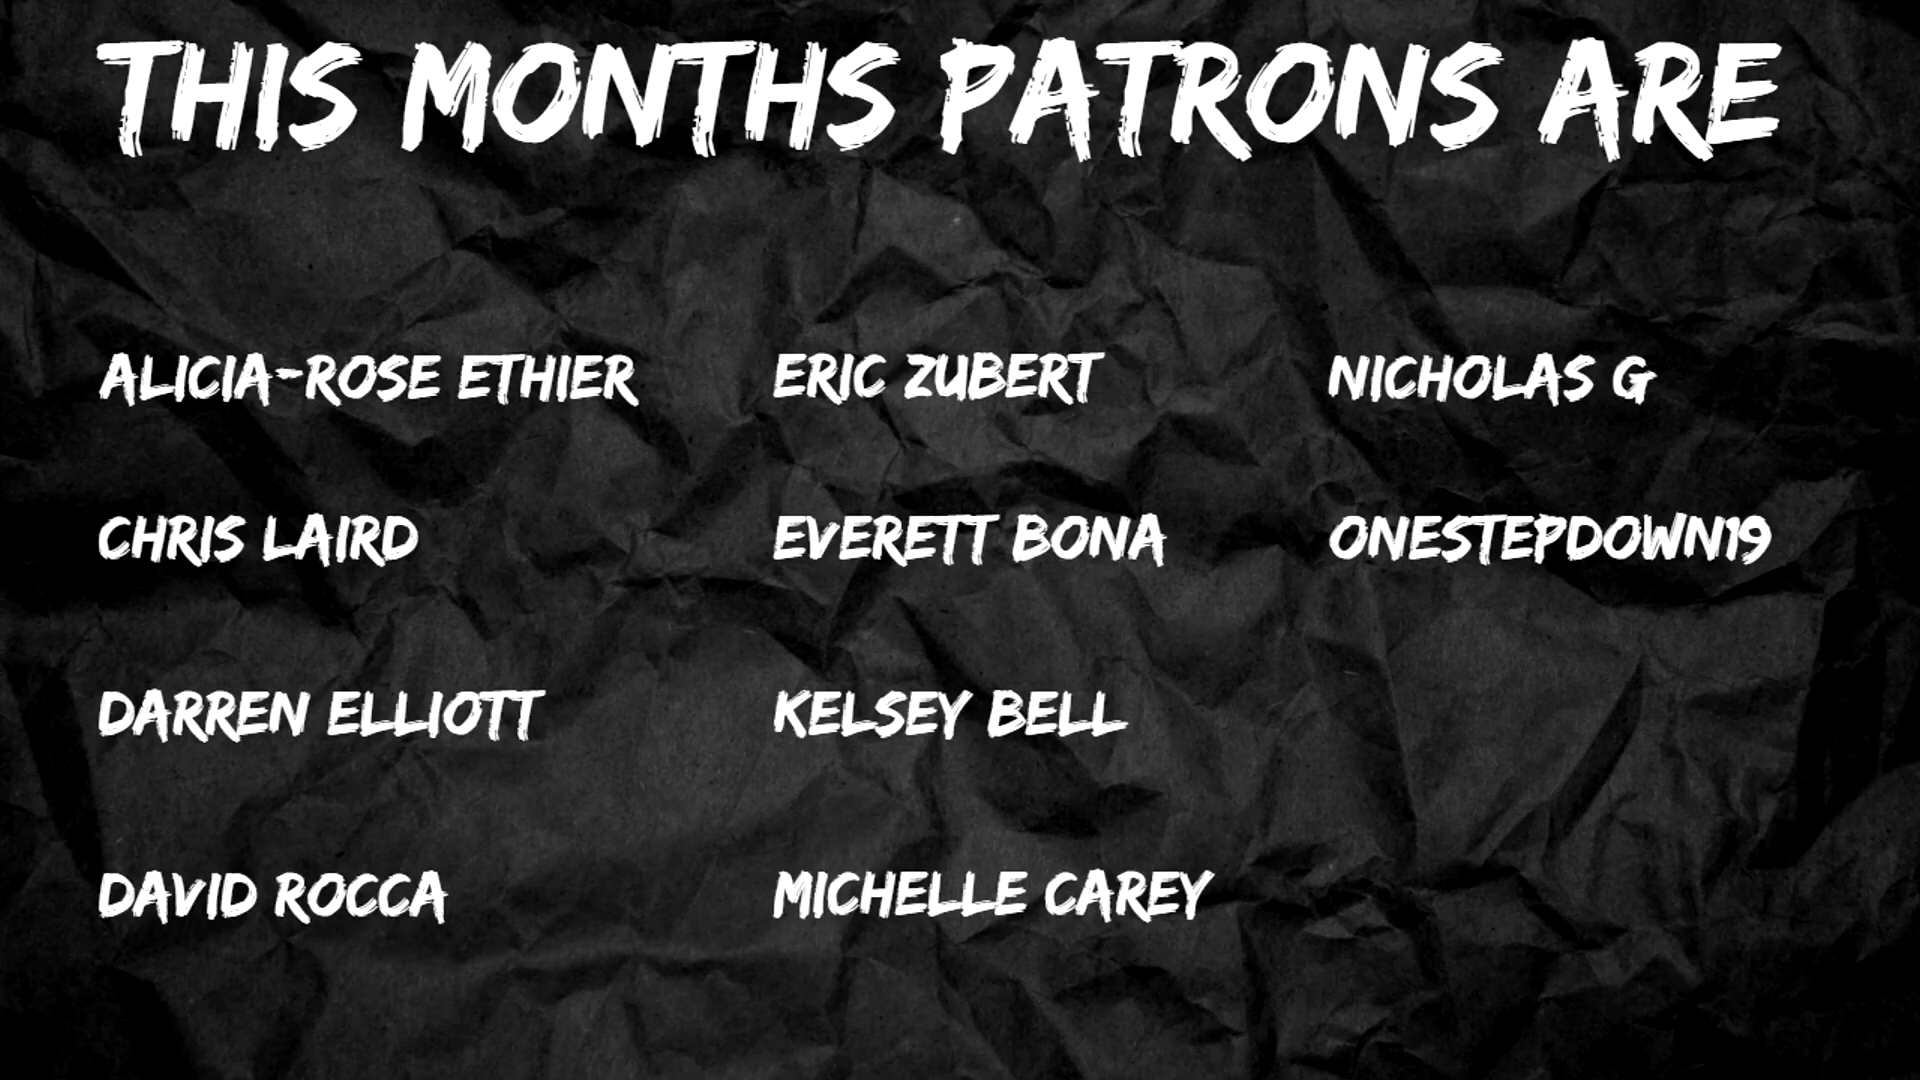 THIS MONTHS PATRONS ARE
ALICIA-ROSE ETHIER
CHRIS LAIRD
DARREN ELLIOTT
DAVID ROCCA
ERIC ZUBERT
EVERETT BONA
KELSEY BELL
MICHELLE CAREY
NICHOLAS G
ONESTEPDOWN19